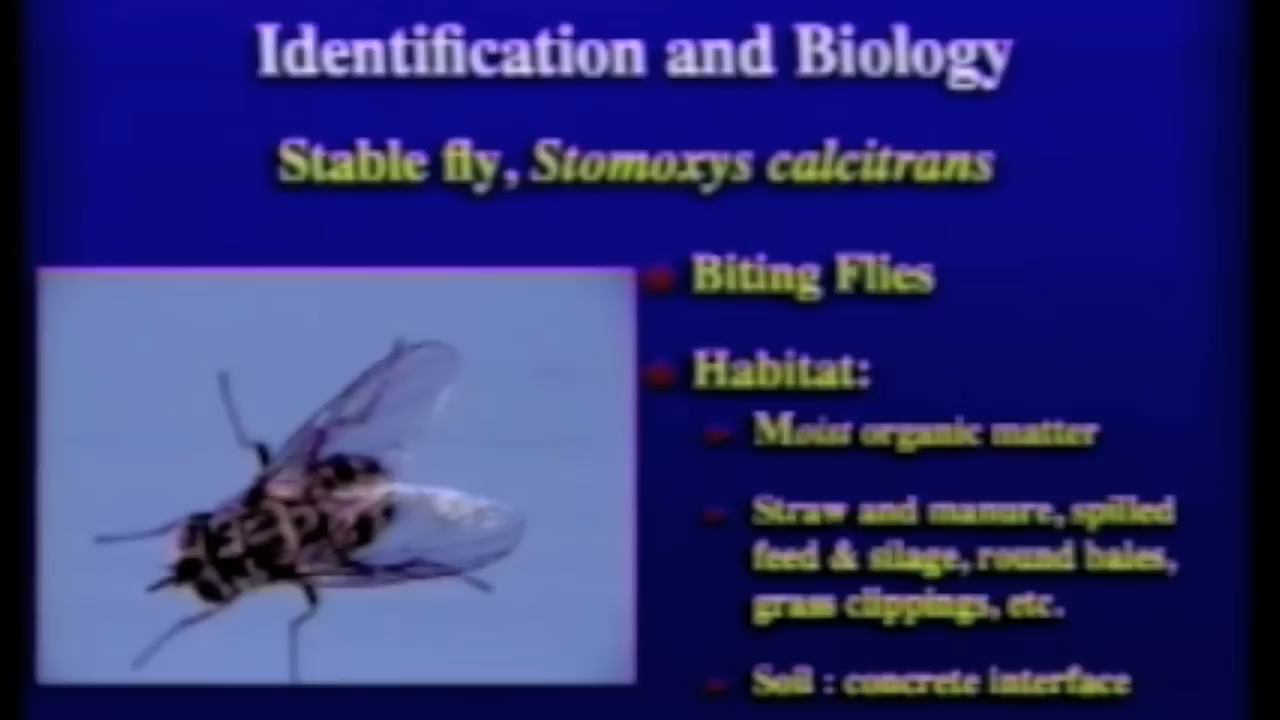 Identification and Biology
Stable fly, Stomoxys calcitrans
Biting Flies
Habitat:
- Moist organic matter
- Straw and manure, spilled
feed & silage, round bales,
grass clippings, etc.
- Soil : concrete interface